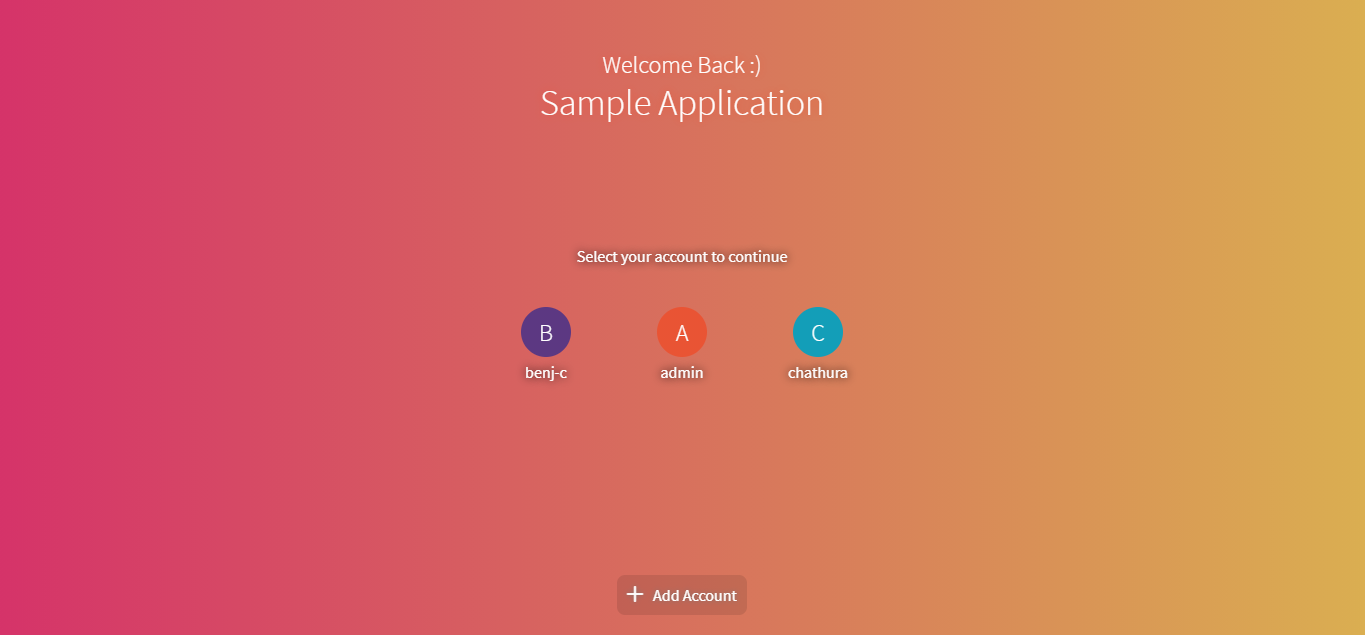 Welcome Back :)
Sample Application
Select your account to continue
B A C
benj-c admin chathura
+ Add Account